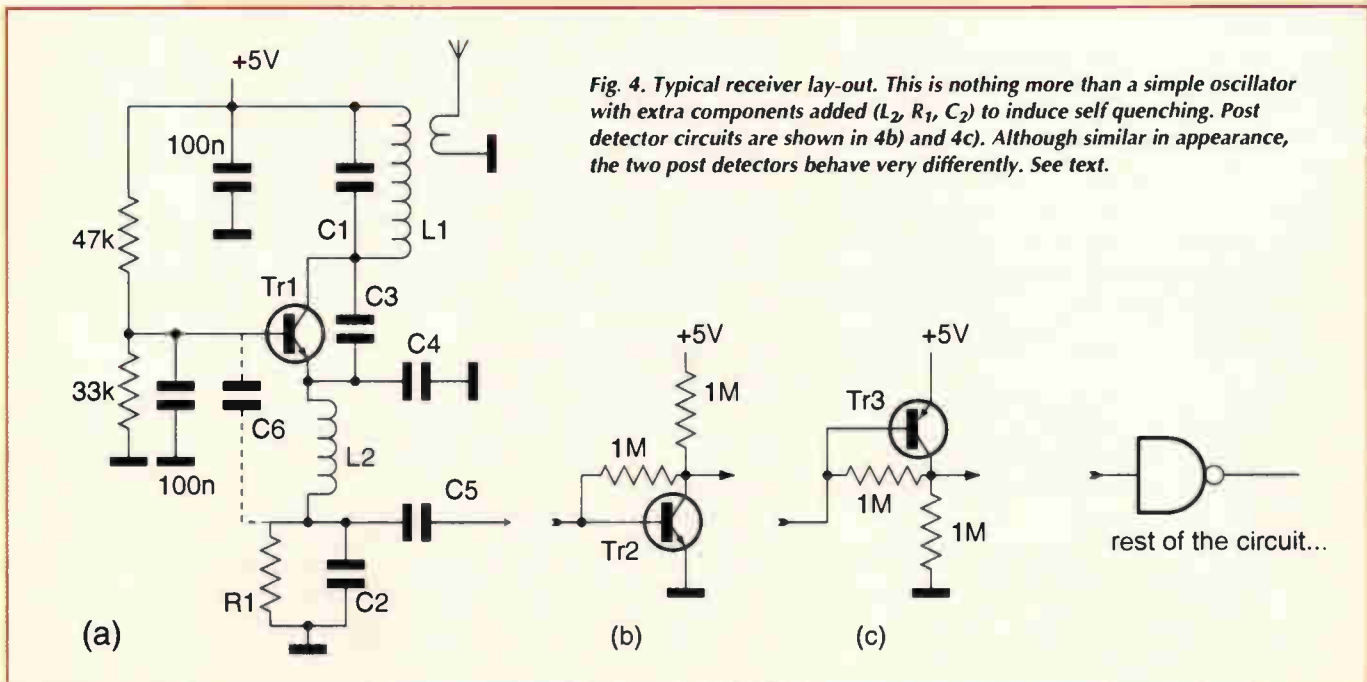 Fig. 4. Typical receiver lay-out. This is nothing more than a simple oscillator
with extra components added (L2, R1, C2) to induce self quenching. Post
detector circuits are shown in 4b) and 4c). Although similar in appearance,
the two post detectors behave very differently. See text.
+5V
100n
C1
L1
47k
Tr1
C3
C4
33k
C6
100n
L2
C5
R1
C2
(a)
+5V
1M
1M
Tr2
(b)
+5V
Tr3
1M
1M
(c)
rest of the circuit...